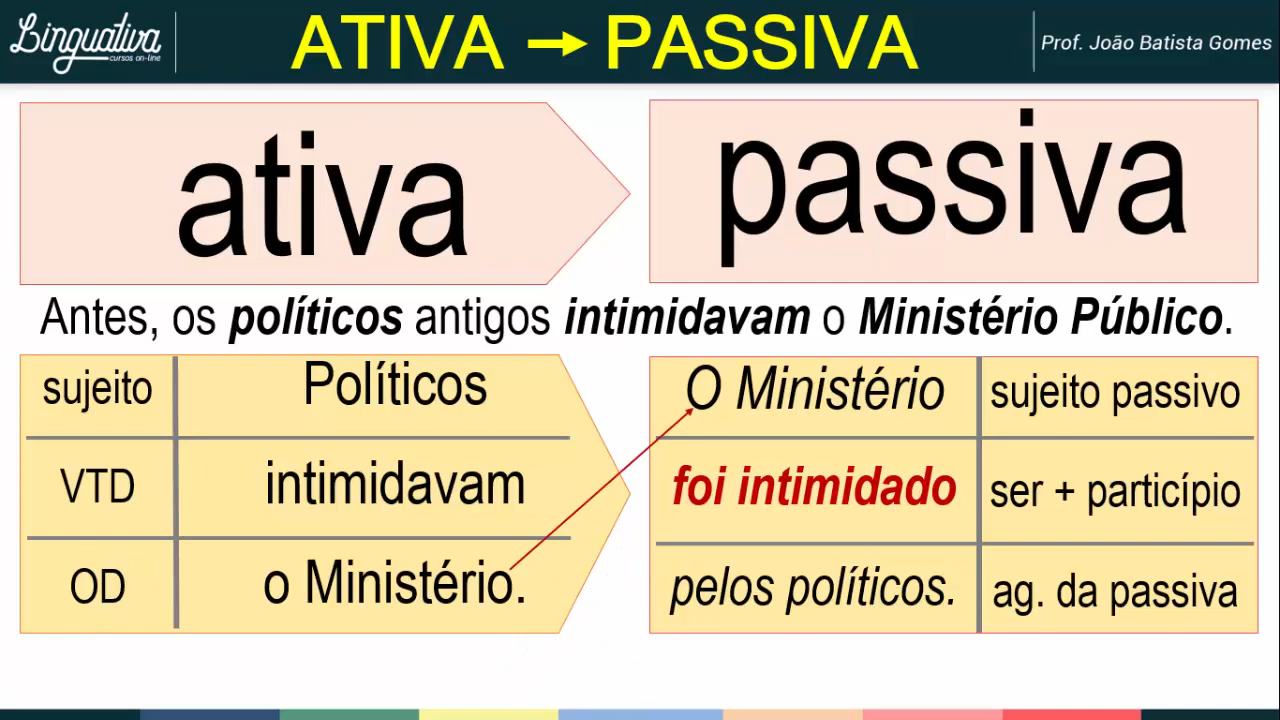 Linguativa
cursos on-line
ATIVA → PASSIVA
Prof. João Batista Gomes
ativa
passiva
Antes, os políticos antigos intimidavam o Ministério Público.
sujeito
Políticos
VTD
intimidavam
OD
o Ministério.
O Ministério
sujeito passivo
foi intimidado
ser + particípio
pelos políticos.
ag. da passiva